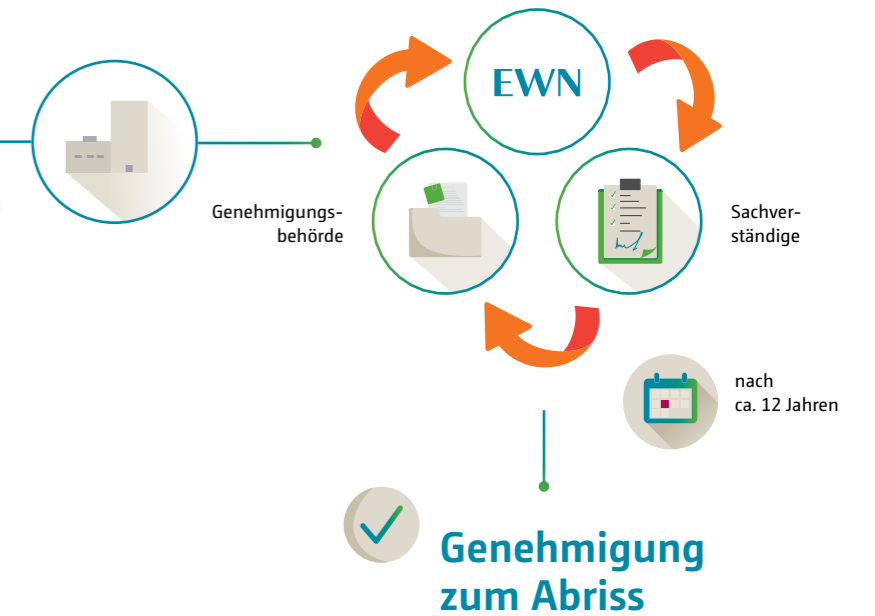 EWN
Genehmigungs-
behörde
Sachver-
ständige
nach
ca. 12 Jahren
Genehmigung
zum Abriss